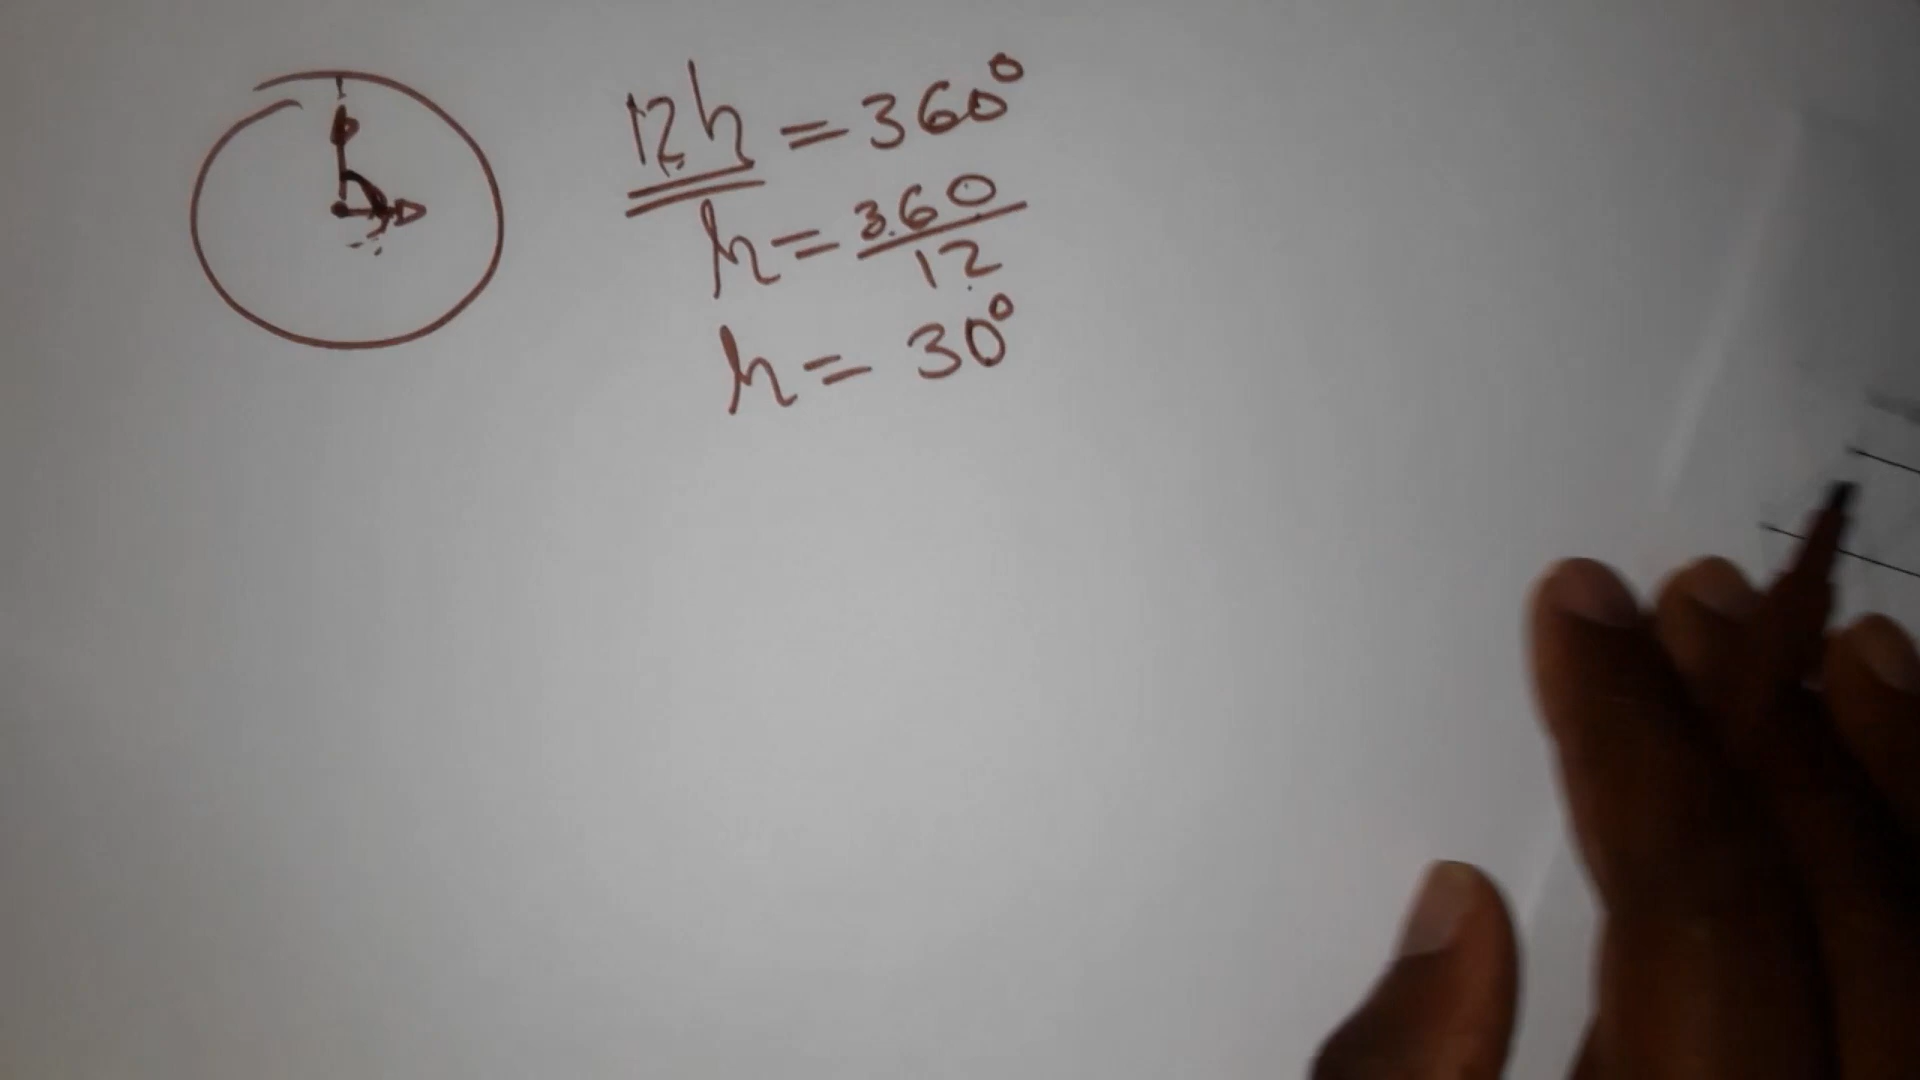 12h = 360°
h = 360/12
h = 30°